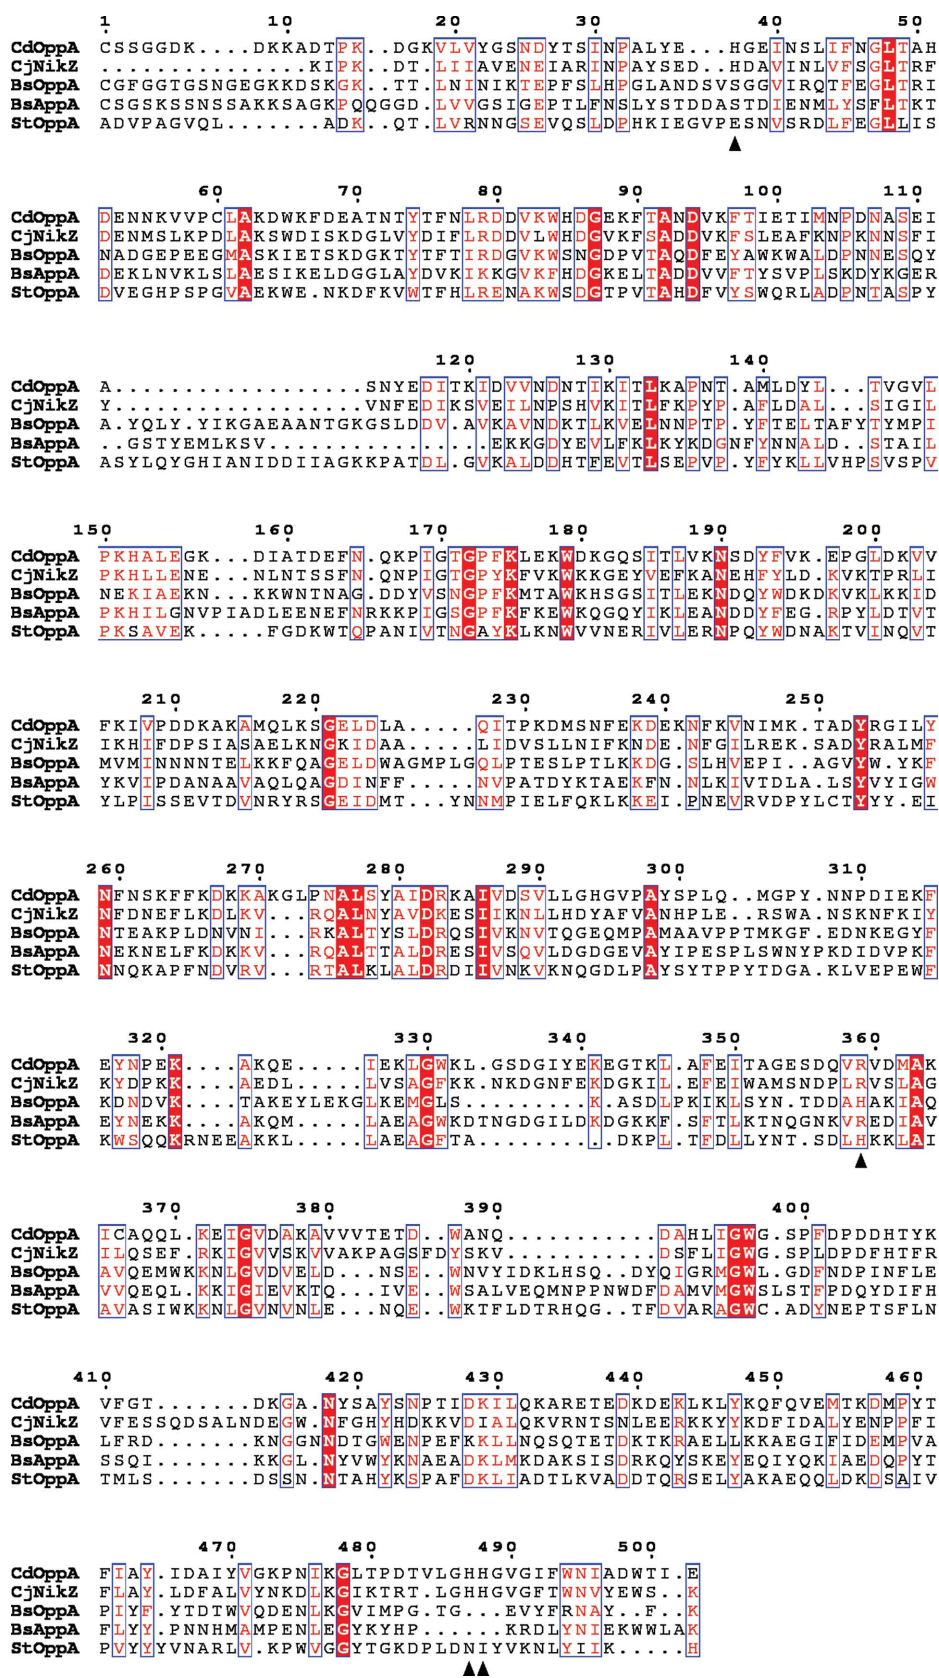 1 10 20 30 40 50
CdOppA CSSGGDK....DKKADTPK..DGKVLVYGSNDYTSINPALYE...HGEINSLIFNGLTAH
CjNikZ ...............KIPK..DT.LIIAVENEIARINPAYSED..HDAVINLVFSGLTRF
BsOppA CGFGGTGSNGEGKKDSKGK..TT.LNINIKTEPFSLHPGLANDSVSGGVIRQTFEGLTRI
BsAppA CSGSKSSNSSAKKSAGKPQQGGD.LVVGSIGEPTLFNSLYSTDDASTDIENMLYSFLTKT
StOppA ADVPAGVQL.......ADK..QT.LVRNNGSEVQSLDPHKIEGVPESNVSRDLFEGLLIS
60 70 80 90 100 110
CdOppA DENNKVVPCLAKDWKFDEATNTYTFNLRDDVKWHDGEKFTANDVKFTIETIMNPDNASEI
CjNikZ DENMSLKPDLAKSWDISKDGLVYDIFLRDDVLWHDGVKFSADDVKFSLEAFKNPKNNSFI
BsOppA NADGEPEEGMASKIETSKDGKTYTFTIRDGVKWSNGDPVTAQDFEYAWKWALDPNNESQY
BsAppA DEKLNVKLSLAESIKELDGGLAYDVKIKKGVKFHDGKELTADDVVFTYSVPLSKDYKGER
StOppA DVEGHPSPGVAEKWE.NKDFKVWTFHLRENAKWSDGTPVTAHDFVYSWQRLADPNTASPY
120 130 140
CdOppA A..................SNYEDITKIDVVNDNTIKITLKAPNT.AMLDYL...TVGVL
CjNikZ Y..................VNFEDIKSVEILNPSHVKITLFKPYP.AFLDAL...SIGIL
BsOppA A.YQLY.YIKGAEAANTGKGSLDDV.AVKAVNDKTLKVELNNPTP.YFTELTAFYTYMPI
BsAppA ..GSTYEMLKSV..............EKKGDYEVLFKLKYKDGNFYNNALD..STAIL
StOppA ASYLQYGHIANIDDIIAGKKPATDL.GVKALDDHTFEVTLSEPVP.YFYKLLVHPSVSPV
150 160 170 180 190 200
CdOppA PKHALEGK...DIATDEFN.QKPIGTGPFKLEKWDKGQSITLVKNSDYFVK.EPGLDKVV
CjNikZ PKHLLENE...NLNTSSFN.QNPIGTGPYKFVKWKKGEYVEFKANEHFYLD.KVKTPRLI
BsOppA NEKIAEKN...KKWNTNAG.DDYVSNGPFKMTAWKHSGSITLEKNDQYWDKDKVKLKKID
BsAppA PKHILGNVPIADLEENEFNRKKPIGSGPFKFKEWKQGQYIKLEANDDYFEG.RPYLDTVT
StOppA PKSAVEK.....FGDKWTQPANIVTNGAYKLKNWVVNERIVLERNPQYWDNAKTVINQVT
210 220 230 240 250
CdOppA FKIVPDDKAKAMQLKSGELDLA.....QITPKDMSNFEKDEKNFKVNIMK.TADYRGILY
CjNikZ IKHIFDPSIASAELKNGKIDAA.....LIDVSLLNIFKNDE.NFGILREK.SADYRALMF
BsOppA MVMINNNNTELKKFQAGELDWAGMPLGQLPTESLPTLKKDG.SLHVEPI..AGVYW.YKF
BsAppA YKVIPDANAAVAQLQAGDINFF.....NVPATDYKTAEKFN.NLKIVTDLA.LSYVYIGW
StOppA YLPISSEVTDVNRYRSGEIDMT....YNNMPIELFQKLKKEI.PNEVRVDPYLCTYYY.EI
260 270 280 290 300 310
CdOppA NFNSKFFKDKKAKGLPNALSYAIDRKAIVDSVLLGHGVPAYSPLQ..MGPY.NNPDIEKF
CjNikZ NFDNEFLKDLKV...RQALNYAVDKESIIKNLLHDYAFVANHPLE..RSWA.NSKNFKIY
BsOppA NTEAKPLDNVNI...RKALTYSLDRQSIVKNVTQGEQMPAMAAVPPTMKGF.EDNKEGYF
BsAppA NEKNELFKDKKV...RQALTTALDRESIVSQVLDGDGEVAYIPESPLSWNYPKDIDVPKF
StOppA NNQKAPFNDVRV...RTALKLALDRDIIVNKVKNQGDLPAYSYTPPYTDGA.KLVEPEWF
320 330 340 350 360
CdOppA EYNPEK....AKQE.....IEKLGWKL.GSDGIYEKEGTKL.AFEITAGESDQVRVDMAK
CjNikZ KYDPKK....AEDL.....LVSAGFKK.NKDGNFEKDGKIL.EFEIWAMSNDPLRVSLAG
BsOppA KDNDVK....TAKEYLEKGLKEMGLS.........K.ASDLPKIKLSYN.TDDAHAKIAQ
BsAppA EYNEKK....AKQM.....LAEAGWKDTNGDGILDKDGKKF.SFTLKTNQGNKVREDIAV
StOppA KWSQQKRNEEAKKL.....LAEAGFTA.........DKPL.TFDLLYNT.SDLHKKLAI
370 380 390 400
CdOppA ICAQQL.KEIGVDAKAVVVTETD..WANQ...........DAHLIGWG.SPFDPDDHTYK
CjNikZ ILQSEF.RKIGVVSKVVAKPAGSFDYSKV...........DSFLIGWG.SPLDPDFHTFR
BsOppA AVQEMWKKNLGVDVELD...NSE..WNVYIDKLHSQ..DYQIGRMGWL.GDFNDPINFLE
BsAppA VVQEQL.KKIGIEVKTQ...IVE..WSALVEQMNPPNWDFDAMVMGWSLSTFPDQYDIFH
StOppA AVASIWKKNLGVNVNLE...NQE..WKTFLDTRHQG..TFDVARAGWC.ADYNEPTSFLN
410 420 430 440 450 460
CdOppA VFGT.......DKGA.NYSAYSNPTIDKILQKARETEDKDEKLKLYKQFQVEMTKDMPYT
CjNikZ VFESSQDSALNDEGW.NFGHYHDKKVDIALQKVRNTSNLEERKKYYKDFIDALYENPPFI
BsOppA LFRD.......KNGGNNDTGWENPEFKKLLNQSQTETDKTKRAELLKKAEGIFIDEMPVA
BsAppA SSQI.......KKGL.NYVWYKNAEADKLMKDAKSISDRKQYSKEYEQIYQKIAEDQPYT
StOppA TMLS.......DSSN.NTAHYKSPAFDKLIADTLKVADDTQRSELYAKAEQQLDKDSAIV
470 480 490 500
CdOppA FIAY.IDAIYVGKPNIKGLTPDTVLGHHGVGIFWNIADWTI.E
CjNikZ FLAY.LDFALVYNKDLKGIKTRT.LGHHGVGFTWNVYEWS..K
BsOppA PIYF.YTDTWVQDENLKGVIMPG.TG...EVYFRNAY..F..K
BsAppA FLYY.PNNHMAMPENLEGYKYHP.....KRDLYNIEKWWLAK
StOppA PVYYYVNARLV.KPWVGGYTGKDPLDNIYVKNLYIIK.....H